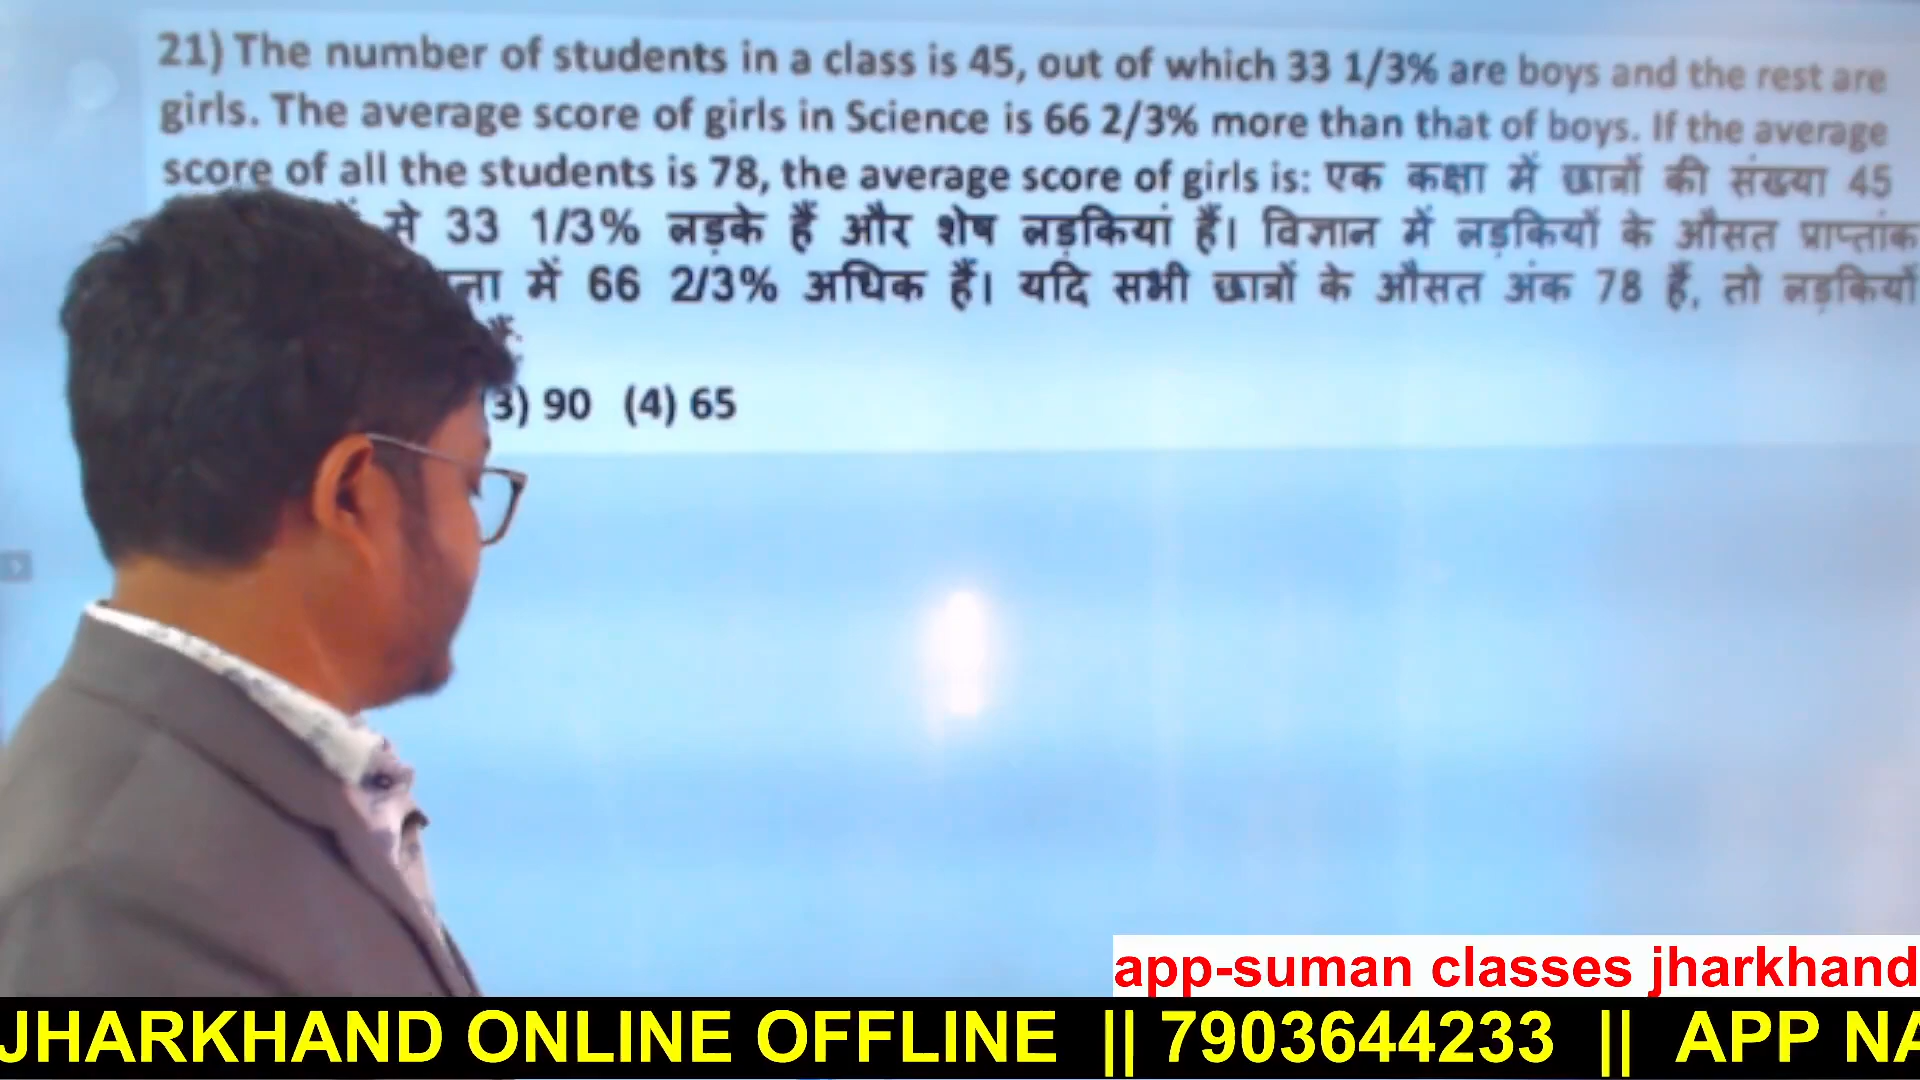 21) The number of students in a class is 45, out of which 33 1/3% are boys and the rest are
girls. The average score of girls in Science is 66 2/3% more than that of boys. If the average
score of all the students is 78, the average score of girls is: एक कक्षा में छात्रों की संख्या 45
से 33 1/3% लड़के हैं और शेष लड़कियां हैं। विज्ञान में लड़कियों के औसत प्राप्तांक
में 66 2/3% अधिक हैं। यदि सभी छात्रों के औसत अंक 78 हैं, तो लड़कियों
3) 90 (4) 65
app-suman classes jharkhand
JHARKHAND ONLINE OFFLINE || 7903644233 || APP NA